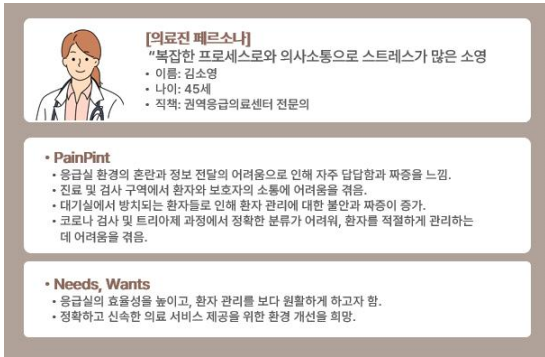 [의료진 페르소나]
"복잡한 프로세스로와 의사소통으로 스트레스가 많은 소영
• 이름: 김소영
• 나이: 45세
• 직책: 권역응급의료센터 전문의
• PainPint
• 응급실 환경의 혼란과 정보 전달의 어려움으로 인해 자주 답답함과 짜증을 느낌.
• 진료 및 검사 구역에서 환자와 보호자의 소통에 어려움을 겪음.
• 대기실에서 방치되는 환자들로 인해 환자 관리에 대한 불안과 짜증이 증가.
• 코로나 검사 및 트리아제 과정에서 정확한 분류가 어려워, 환자를 적절하게 관리하는
데 어려움을 겪음.
• Needs, Wants
• 응급실의 효율성을 높이고, 환자 관리를 보다 원활하게 하고자 함.
• 정확하고 신속한 의료 서비스 제공을 위한 환경 개선을 희망.